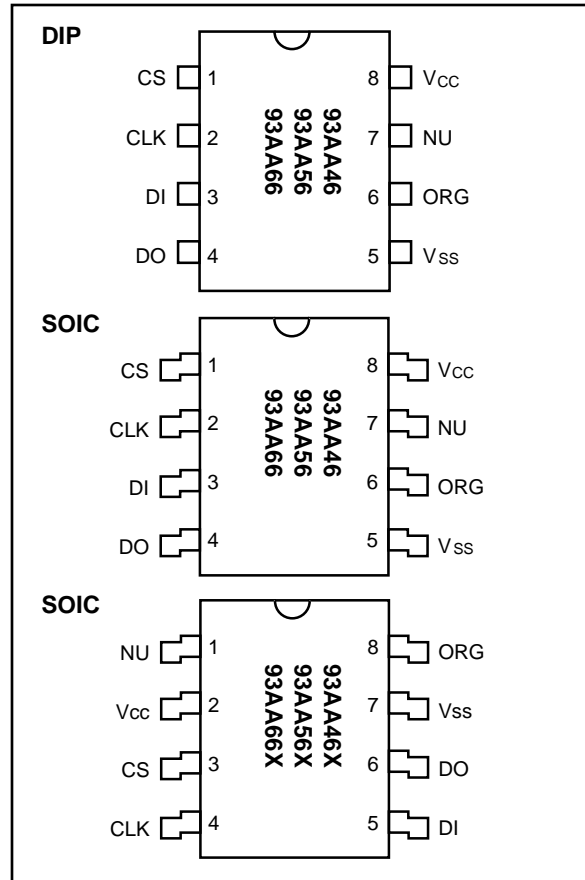 DIP
CS 1 8 VCC
CLK 2 7 NU
DI 3 6 ORG
DO 4 5 VSS
93AA46
93AA56
93AA66
SOIC
CS 1 8 VCC
CLK 2 7 NU
DI 3 6 ORG
DO 4 5 VSS
93AA46
93AA56
93AA66
SOIC
NU 1 8 ORG
Vcc 2 7 Vss
CS 3 6 DO
CLK 4 5 DI
93AA46X
93AA56X
93AA66X